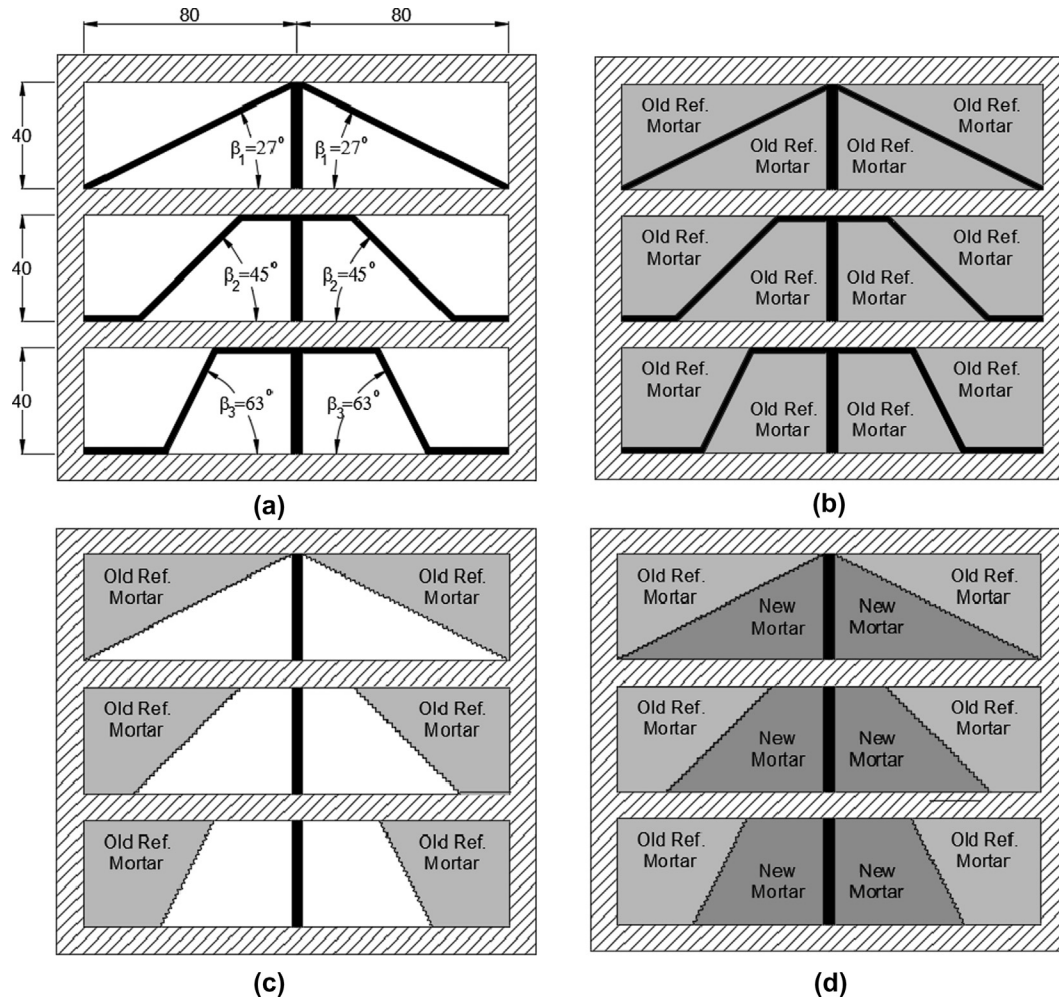 80 80
40
β1=27° β1=27°
40
β2=45° β2=45°
40
β3=63° β3=63°
(a)
Old Ref.
Mortar
Old Ref.
Mortar
Old Ref.
Mortar
Old Ref.
Mortar
Old Ref.
Mortar
Old Ref.
Mortar
Old Ref.
Mortar
Old Ref.
Mortar
Old Ref.
Mortar
Old Ref.
Mortar
Old Ref.
Mortar
Old Ref.
Mortar
(b)
Old Ref.
Mortar
Old Ref.
Mortar
Old Ref.
Mortar
Old Ref.
Mortar
Old Ref.
Mortar
Old Ref.
Mortar
(c)
Old Ref.
Mortar
New
Mortar
New
Mortar
Old Ref.
Mortar
Old Ref.
Mortar
New
Mortar
New
Mortar
Old Ref.
Mortar
Old Ref.
Mortar
New
Mortar
New
Mortar
Old Ref.
Mortar
(d)